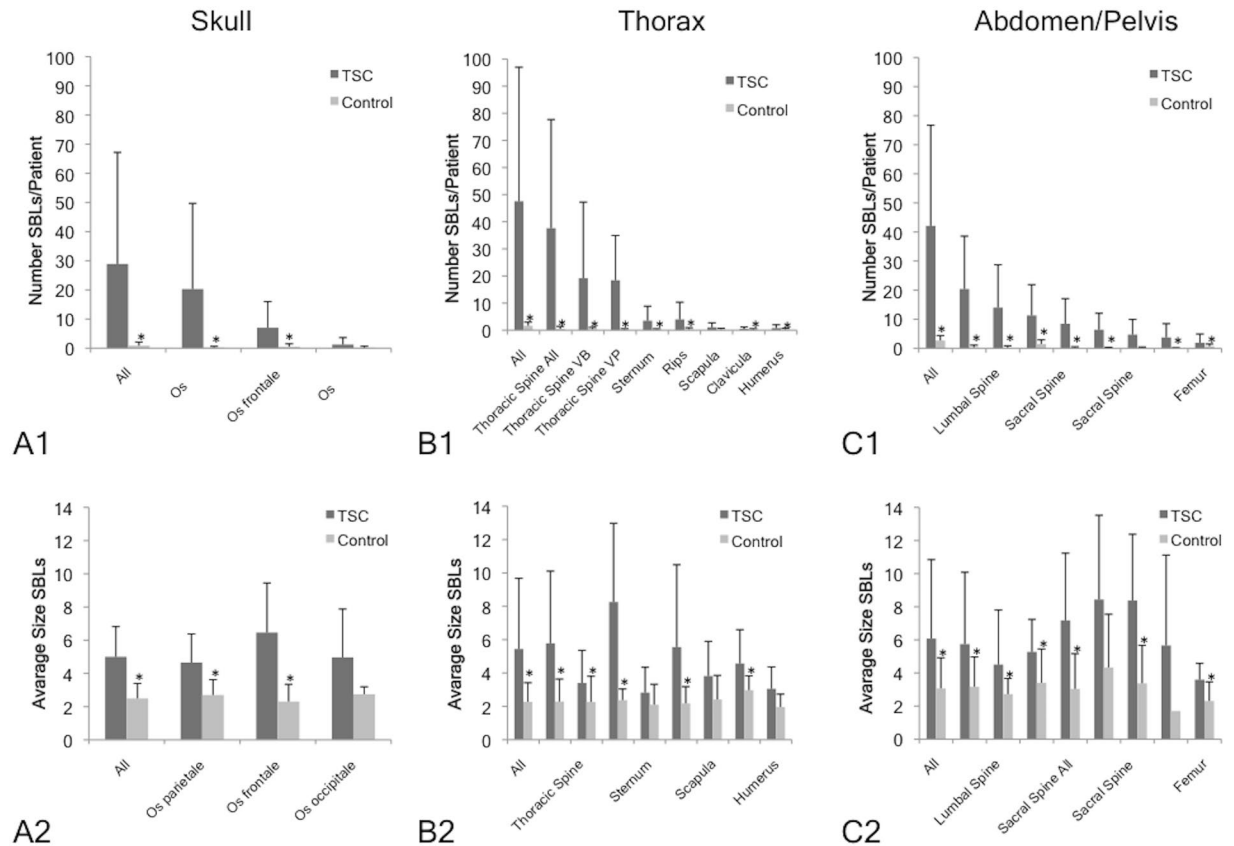 Skull
Thorax
Abdomen/Pelvis
100
90
80
70
60
50
40
30
20
10
0
Number SBLs/Patient
TSC
Control
*
*
*
All
Os
Os frontale
Os
A1
100
90
80
70
60
50
40
30
20
10
0
Number SBLs/Patient
TSC
Control
*
*
*
*
*
*
*
*
All
Thoracic Spine All
Thoracic Spine VB
Thoracic Spine VP
Sternum
Rips
Scapula
Clavicula
Humerus
B1
100
90
80
70
60
50
40
30
20
10
0
Number SBLs/Patient
TSC
Control
*
*
*
*
*
*
*
*
All
Lumbal Spine
Sacral Spine
Sacral Spine
Femur
C1
14
12
10
8
6
4
2
0
Avarage Size SBLs
TSC
Control
*
*
*
All
Os parietale
Os frontale
Os occipitale
A2
14
12
10
8
6
4
2
0
Avarage Size SBLs
TSC
Control
*
*
*
*
*
*
All
Thoracic Spine
Sternum
Scapula
Humerus
B2
14
12
10
8
6
4
2
0
Avarage Size SBLs
TSC
Control
*
*
*
*
*
*
*
All
Lumbal Spine
Sacral Spine All
Sacral Spine
Femur
C2